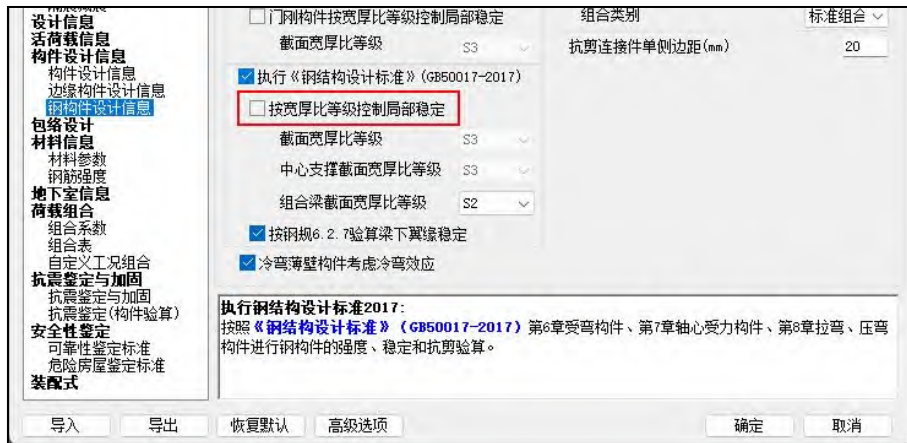 设计信息
活荷载信息
构件设计信息
构件设计信息
边缘构件设计信息
钢构件设计信息
包络设计
材料信息
材料参数
钢筋强度
地下室信息
荷载组合
组合系数
组合表
自定义工况组合
抗震鉴定与加固
抗震鉴定与加固
抗震鉴定(构件验算)
安全性鉴定
可靠性鉴定标准
危险房屋鉴定标准
装配式
门刚构件按宽厚比等级控制局部稳定
截面宽厚比等级 S3
执行《钢结构设计标准》(GB50017-2017)
按宽厚比等级控制局部稳定
截面宽厚比等级 S3
中心支撑截面宽厚比等级 S3
组合梁截面宽厚比等级 S2
按钢规6.2.7验算梁下翼缘稳定
冷弯薄壁构件考虑冷弯效应
组合类别 标准组合
抗剪连接件单侧边距(mm) 20
执行钢结构设计标准2017:
按照《钢结构设计标准》(GB50017-2017)第6章受弯构件、第7章轴心受力构件、第8章拉弯、压弯
构件进行钢构件的强度、稳定和抗剪验算。
导入 导出 恢复默认 高级选项 确定 取消